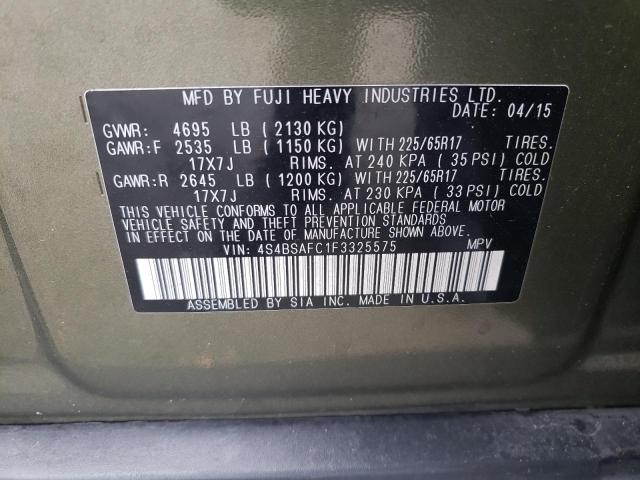 MFD BY FUJI HEAVY INDUSTRIES LTD.
DATE: 04/15
GVWR: 4695 LB (2130 KG)
GAWR:F 2535 LB (1150 KG) WITH 225/65R17 TIRES.
17X7J RIMS. AT 240 KPA (35 PSI) COLD
GAWR:R 2645 LB (1200 KG) WITH 225/65R17 TIRES.
17X7J RIMS. AT 230 KPA (33 PSI) COLD
THIS VEHICLE CONFORMS TO ALL APPLICABLE FEDERAL MOTOR
VEHICLE SAFETY AND THEFT PREVENTION STANDARDS
IN EFFECT ON THE DATE OF MANUFACTURE SHOWN ABOVE.
VIN: 4S4BSAFC1F3325575 MPV
ASSEMBLED BY SIA INC. MADE IN U.S.A.